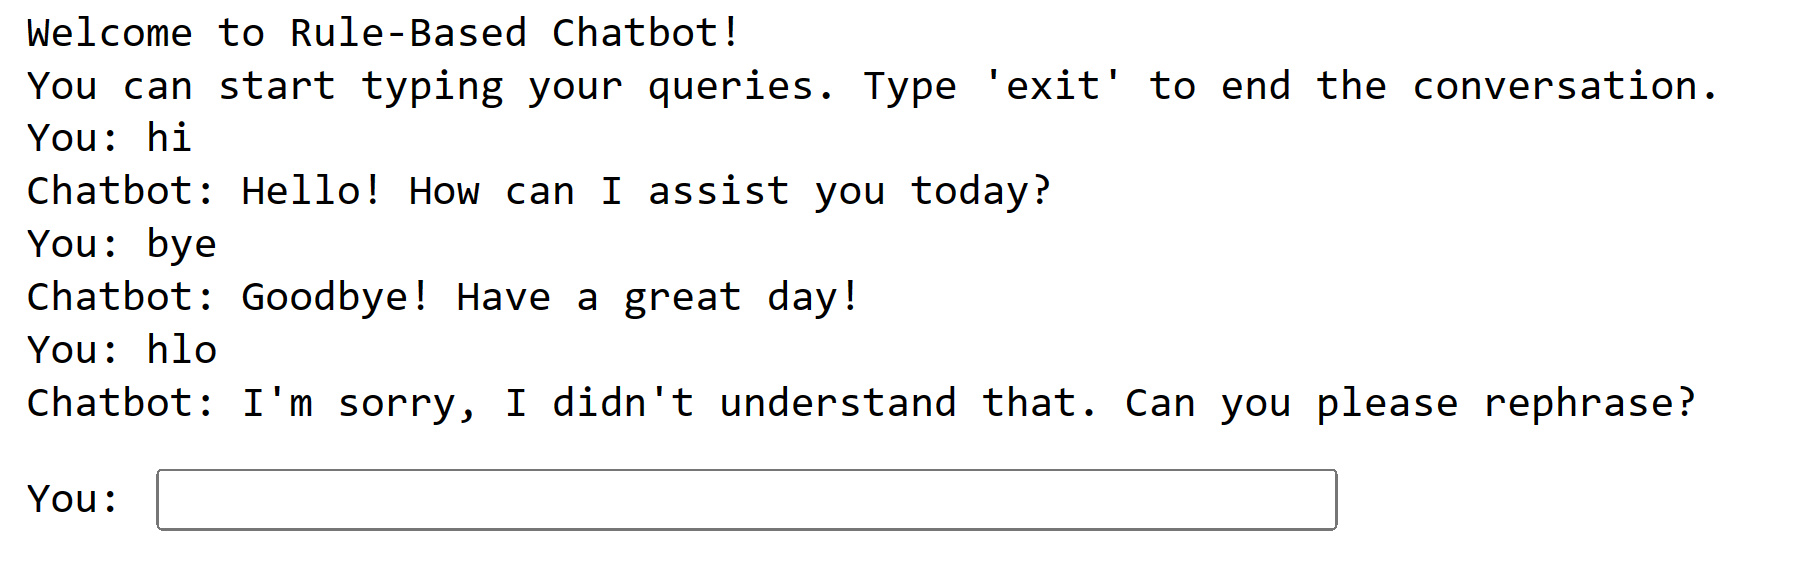 Welcome to Rule-Based Chatbot!
You can start typing your queries. Type 'exit' to end the conversation.
You: hi
Chatbot: Hello! How can I assist you today?
You: bye
Chatbot: Goodbye! Have a great day!
You: hlo
Chatbot: I'm sorry, I didn't understand that. Can you please rephrase?
You: